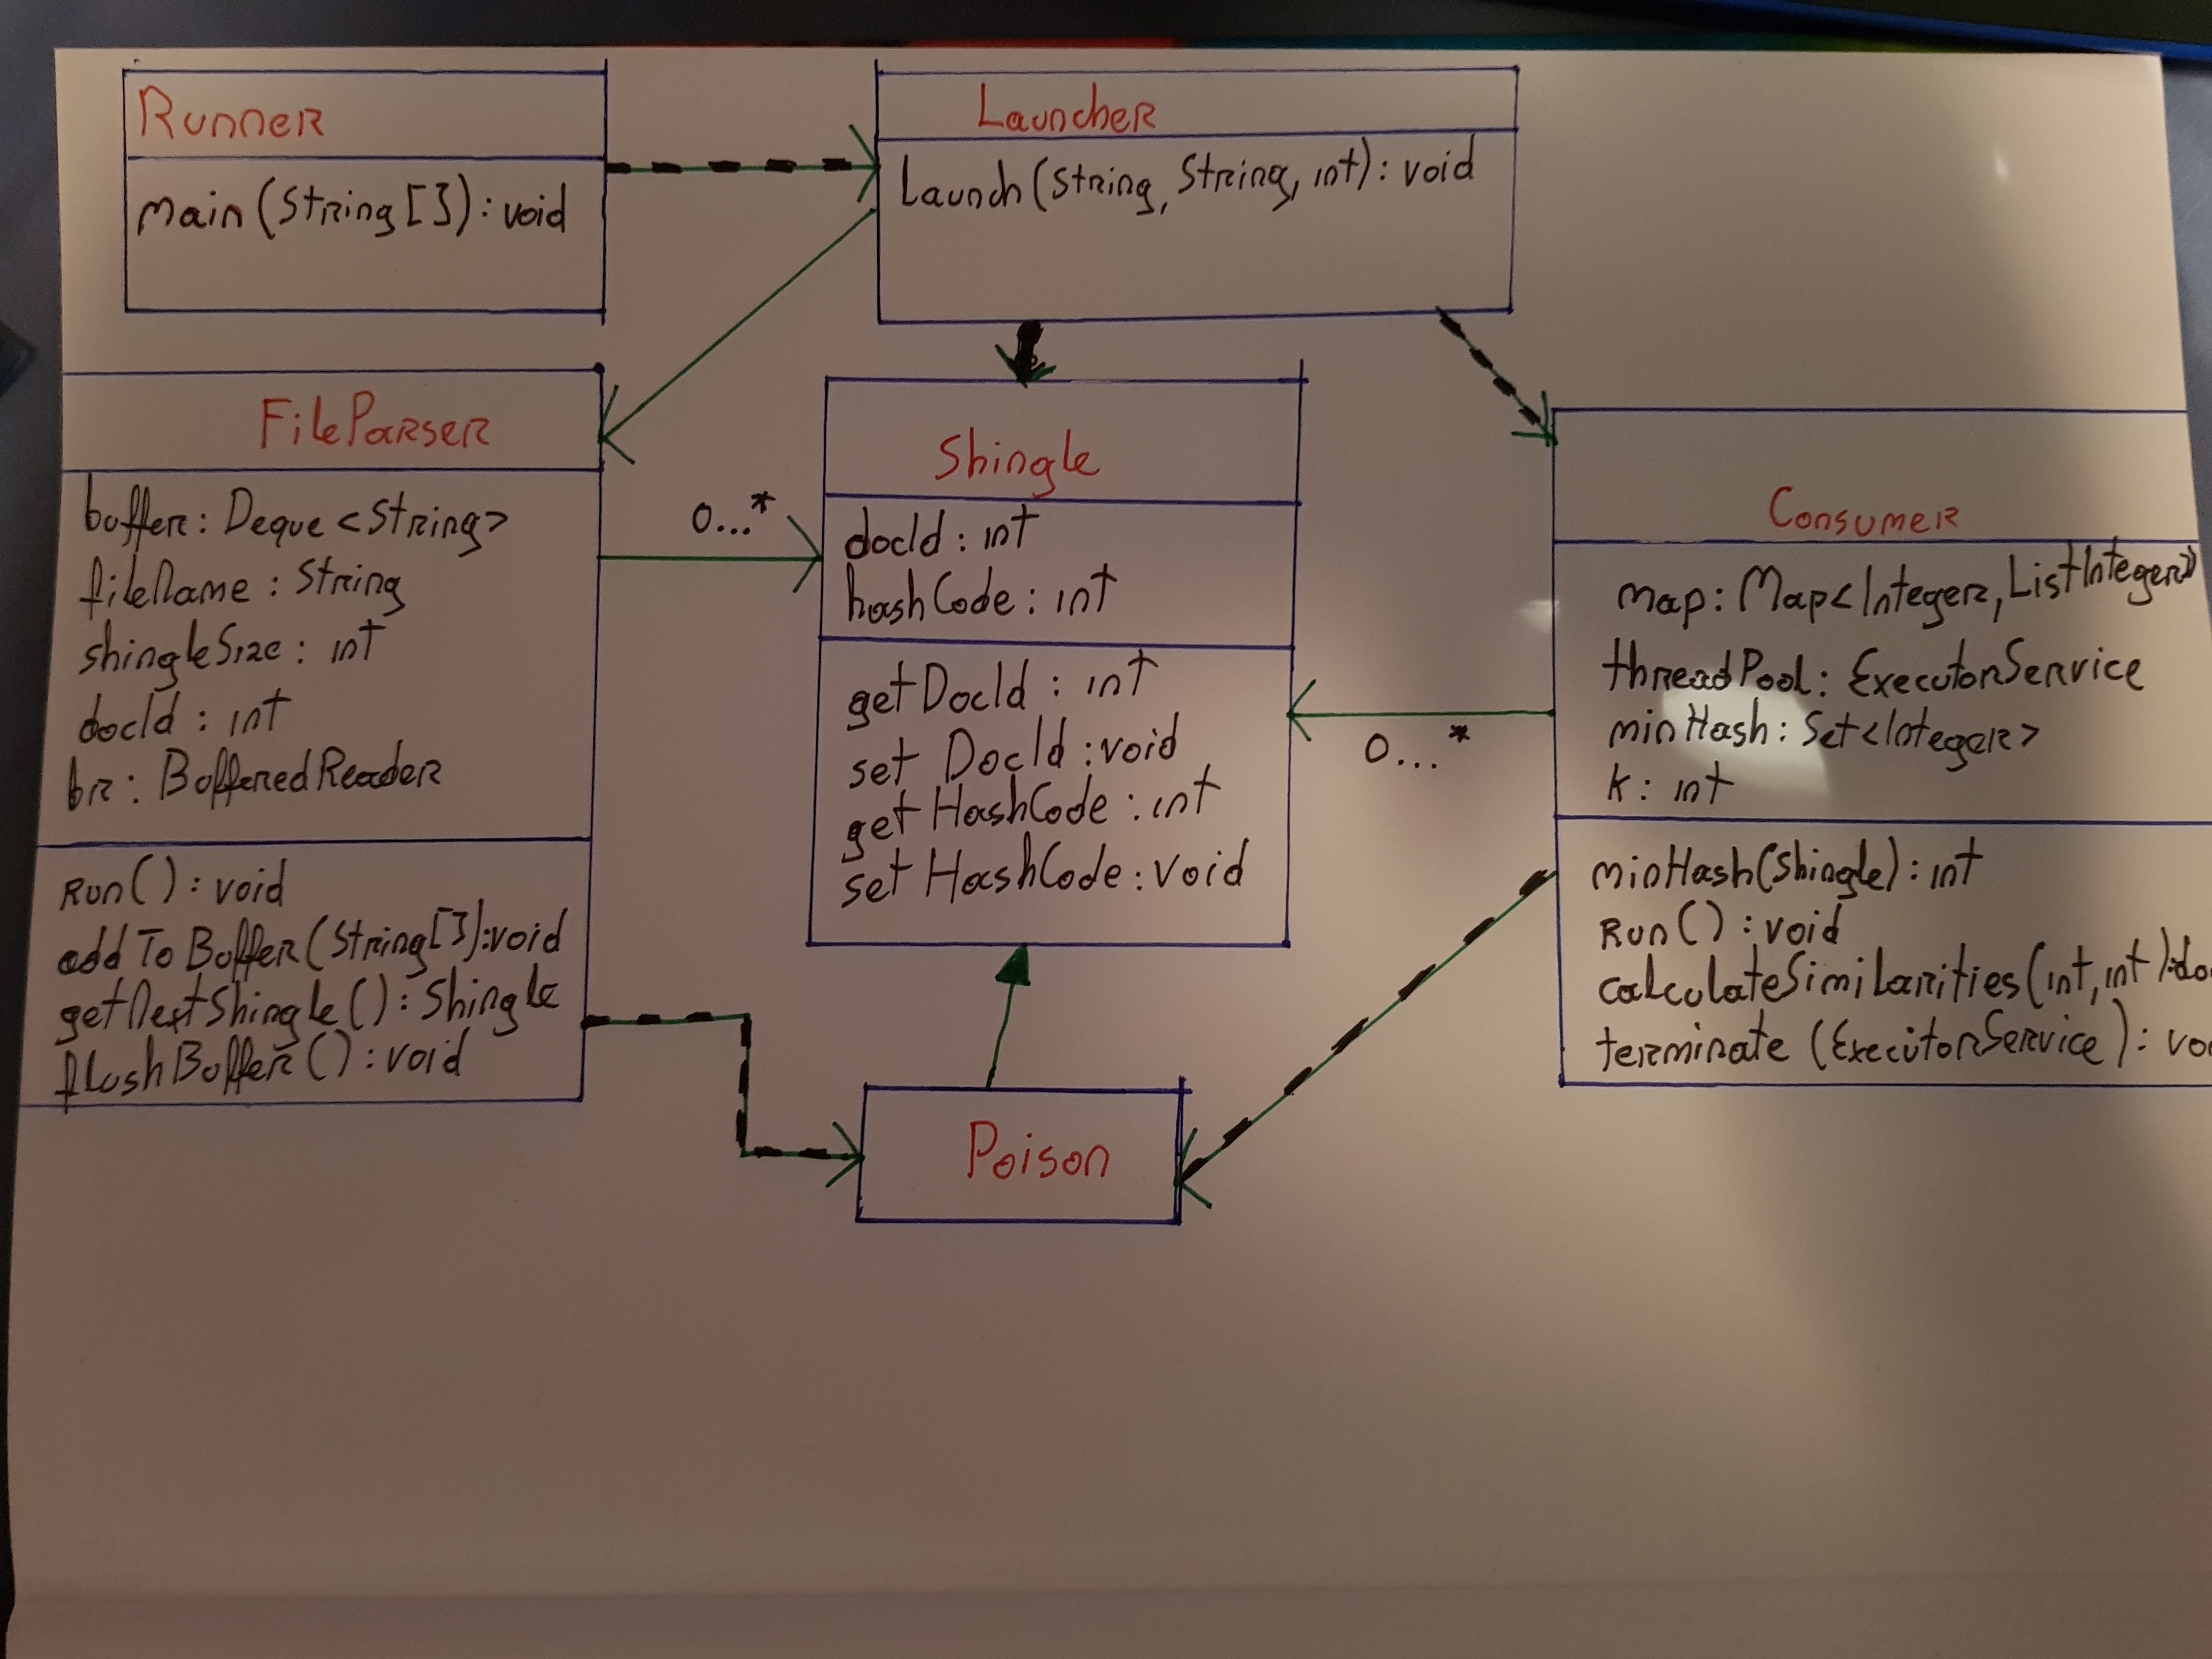 Runner
Main(String[]):void
Launcher
Launch(String, String, int):void
FileParser
buffer: Deque<String>
fileName: String
shingleSize: int
docId: int
br: BufferedReader
Run():void
addToBuffer(String[]):void
getNextShingle():Shingle
flushBuffer():void
0...*
Shingle
docId: int
hashCode: int
getDocId: int
set DocId:void
get HashCode: int
set HashCode:void
0...*
Consumer
Map: Map<Integer, List Integer>>
threadPool: ExecutorService
minHash: Set<Integer>
k: int
minHash(Shingle): int
Run():void
calculateSimilarities(int, int):do
terminate (ExecutorService): vo
Poison